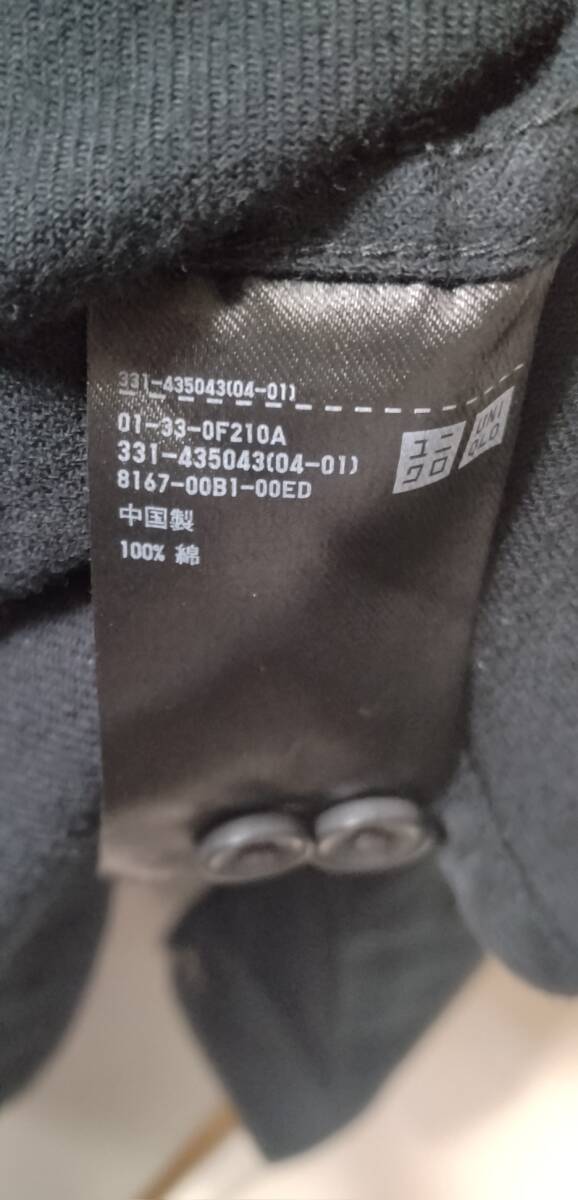 331-435043(04-01)
01-33-0F210A
331-435043(04-01)
8167-00B1-00ED
中国製
100% 綿
ユニ
クロ
UNI
QLO